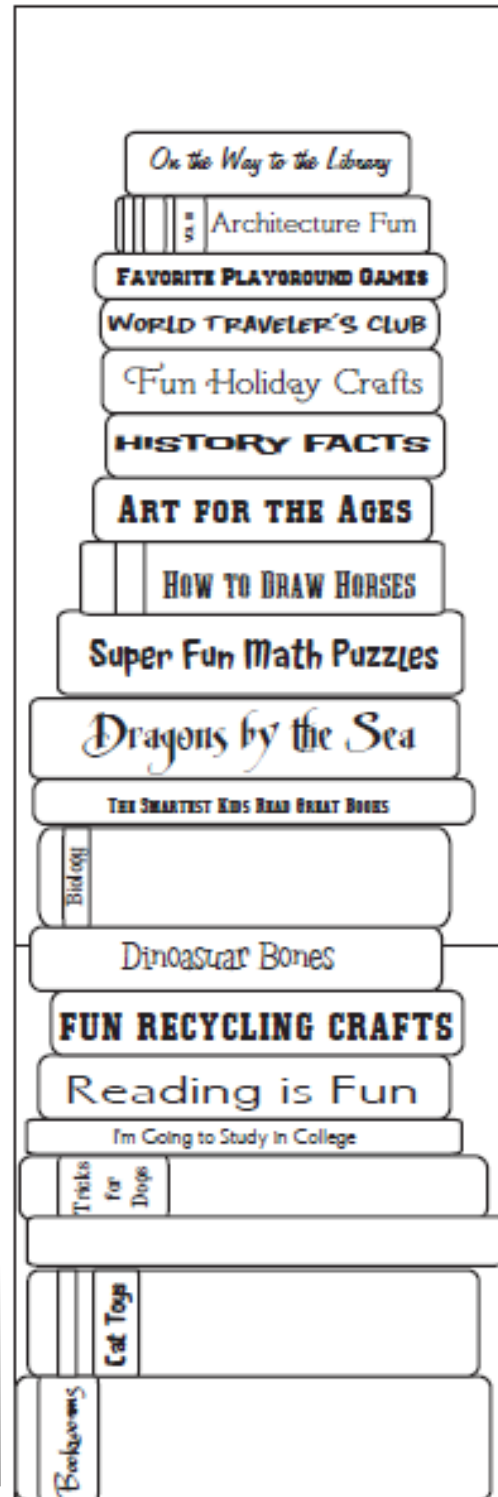 On the Way to the Library
Architecture Fun
FAVORITE PLAYGROUND GAMES
WORLD TRAVELER'S CLUB
Fun Holiday Crafts
HISTORY FACTS
ART FOR THE AGES
HOW TO DRAW HORSES
Super Fun Math Puzzles
Dragons by the Sea
THE SMARTEST KIDS READ GREAT BOOKS
Biology
Dinoasuar Bones
FUN RECYCLING CRAFTS
Reading is Fun
I'm Going to Study in College
Tricks
for
Dogs
Cat Toys
Bookworms